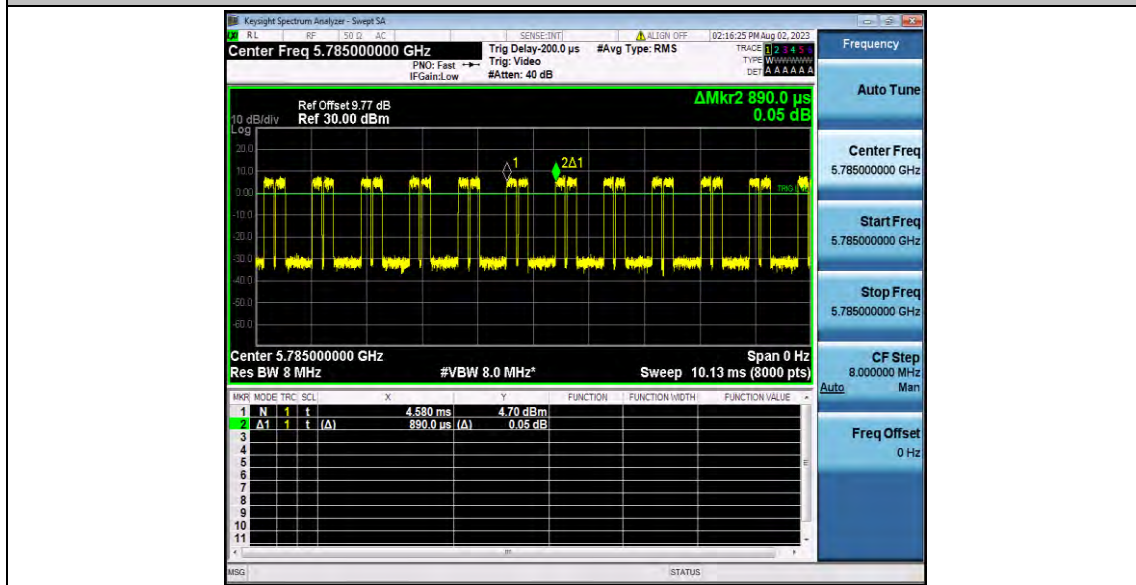 Keysight Spectrum Analyzer - Swept SA
RL RF 50 Ω AC SENSE:INT ALIGN OFF 02:16:25 PM Aug 02, 2023
Center Freq 5.785000000 GHz
PNO: Fast
IFGain:Low
Trig Delay-200.0 µs
Trig: Video
#Atten: 40 dB
#Avg Type: RMS
TRACE 1 2 3 4 5 6
TYPE W
DET A A A A A A
Frequency
Auto Tune
Center Freq
5.785000000 GHz
Start Freq
5.785000000 GHz
Stop Freq
5.785000000 GHz
CF Step
8.000000 MHz
Auto Man
Freq Offset
0 Hz
ΔMkr2 890.0 µs
0.05 dB
Ref Offset 9.77 dB
10 dB/div Ref 30.00 dBm
Log
20.0
10.0
0.00
-10.0
-20.0
-30.0
-40.0
-50.0
-60.0
1
2Δ1
Center 5.785000000 GHz Span 0 Hz
Res BW 8 MHz #VBW 8.0 MHz* Sweep 10.13 ms (8000 pts)
MKR MODE TRC SCL X Y FUNCTION FUNCTION WIDTH FUNCTION VALUE
1 N 1 t 4.580 ms 4.70 dBm
2 Δ1 1 t (Δ) 890.0 µs (Δ) 0.05 dB
3
4
5
6
7
8
9
10
11
MSG STATUS